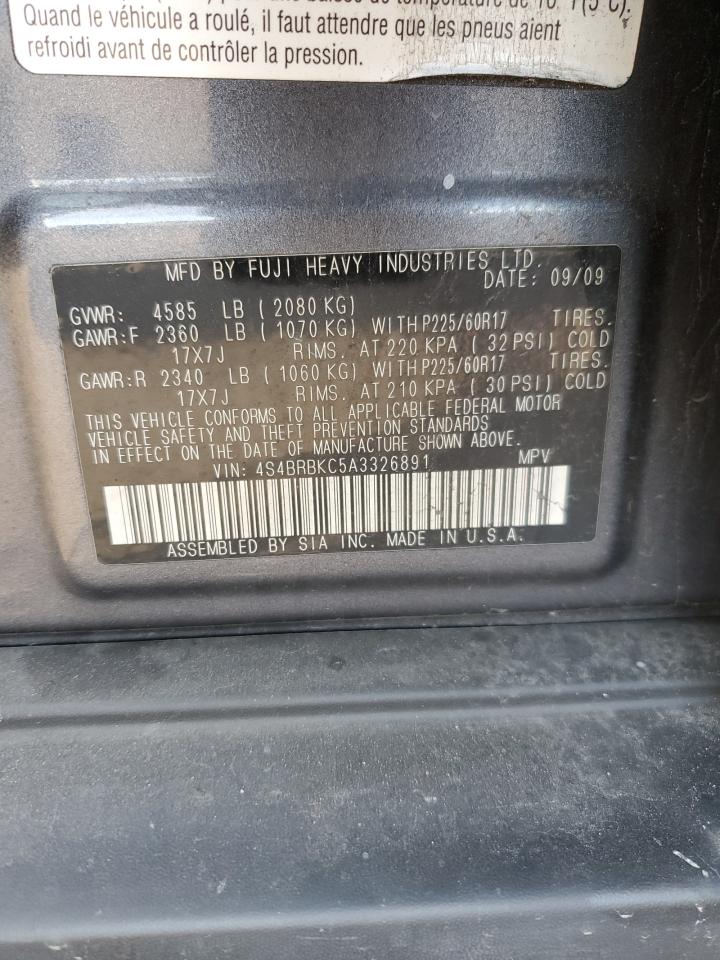 température de
Quand le véhicule a roulé, il faut attendre que les pneus aient
refroidi avant de contrôler la pression.
MFD BY FUJI HEAVY INDUSTRIES LTD.
DATE: 09/09
GVWR: 4585 LB ( 2080 KG)
GAWR:F 2360 LB ( 1070 KG) WITH P225/60R17 TIRES.
17X7J RIMS. AT 220 KPA ( 32 PSI) COLD
GAWR:R 2340 LB ( 1060 KG) WITH P225/60R17 TIRES.
17X7J RIMS. AT 210 KPA ( 30 PSI) COLD
THIS VEHICLE CONFORMS TO ALL APPLICABLE FEDERAL MOTOR
VEHICLE SAFETY AND THEFT PREVENTION STANDARDS
IN EFFECT ON THE DATE OF MANUFACTURE SHOWN ABOVE.
VIN: 4S4BRBKC5A3326891 MPV
ASSEMBLED BY SIA INC. MADE IN U.S.A.